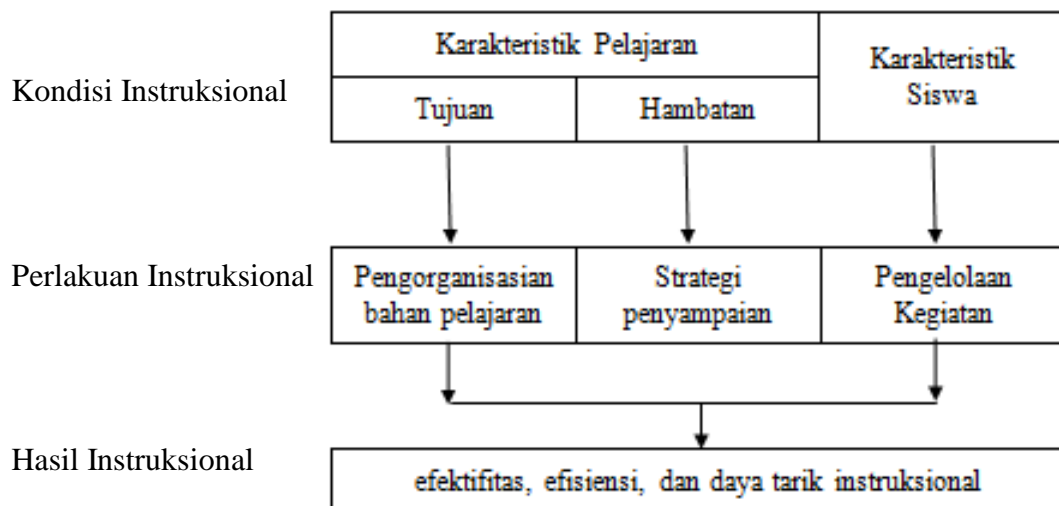 Karakteristik Pelajaran
Karakteristik
Siswa
Kondisi Instruksional
Tujuan
Hambatan
Perlakuan Instruksional
Pengorganisasian
bahan pelajaran
Strategi
penyampaian
Pengelolaan
Kegiatan
Hasil Instruksional
efektifitas, efisiensi, dan daya tarik instruksional